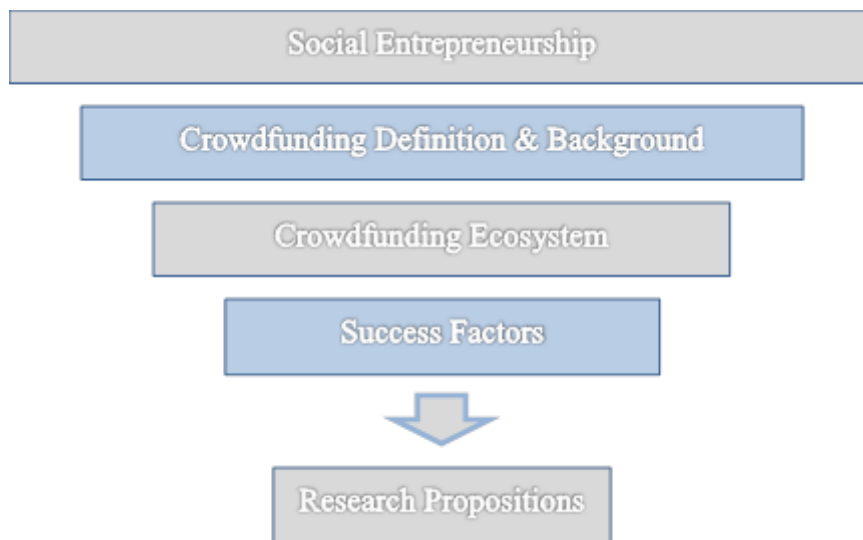 Social Entrepreneurship
Crowdfunding Definition & Background
Crowdfunding Ecosystem
Success Factors
Research Propositions